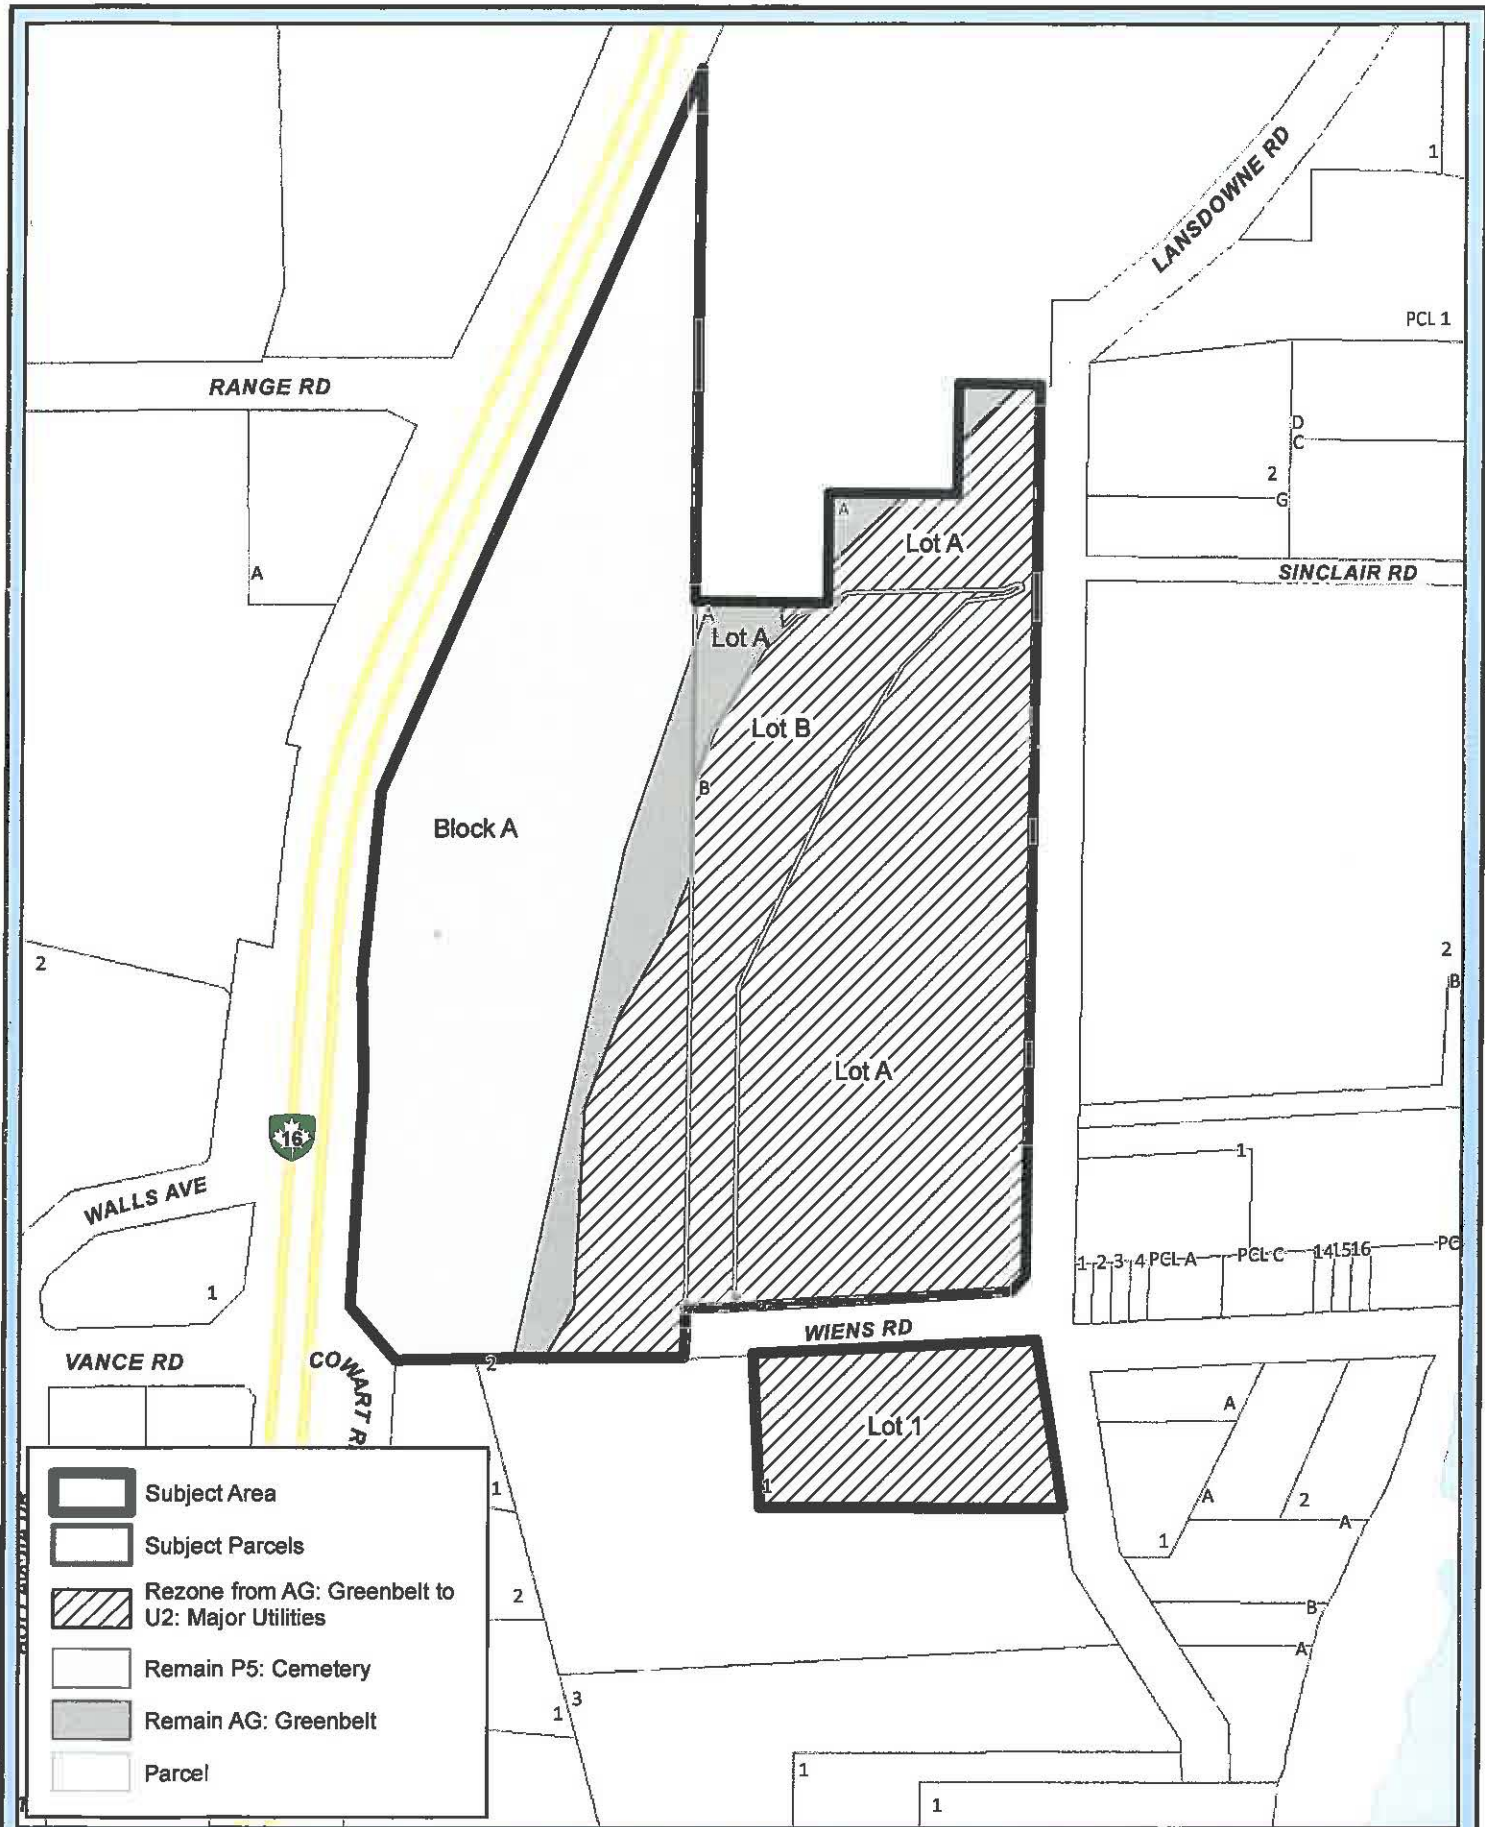 LANSDOWNE RD
1
PCL 1
RANGE RD
D
C
2
G
A
Lot A
A
SINCLAIR RD
A
Lot A
Lot B
B
Block A
2
2
B
Lot A
16
1
WALLS AVE
1 2 3 4 PCL A PCL C 14 15 16 PC
1
WIENS RD
VANCE RD
COWART R
2
A
Lot 1
1
1
A
2
A
1
2
B
A
3
1
1
1
Subject Area
Subject Parcels
Rezone from AG: Greenbelt to
U2: Major Utilities
Remain P5: Cemetery
Remain AG: Greenbelt
Parcel